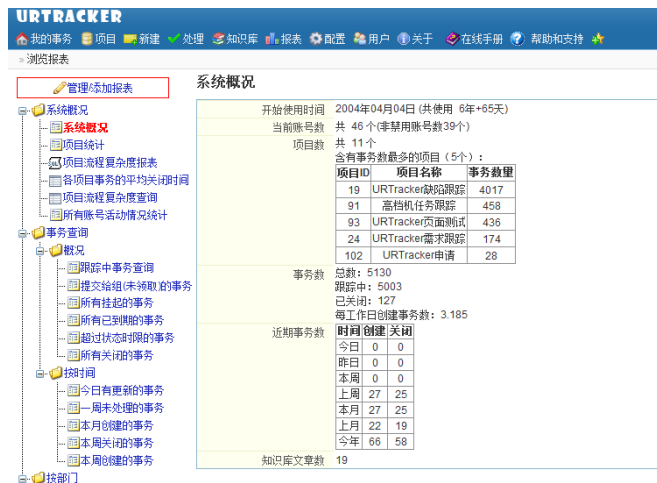 URTRACKER
我的事务 项目 新建 处理 知识库 报表 配置 用户 关于 在线手册 帮助和支持
» 浏览报表
管理/添加报表
系统概况
系统概况
项目统计
项目流程复杂度报表
各项目事务的平均关闭时间
项目流程复杂度查询
所有账号活动情况统计
事务查询
概况
跟踪中事务查询
提交给组(未领取)的事务
所有挂起的事务
所有已到期的事务
超过状态时限的事务
所有关闭的事务
按时间
今日有更新的事务
一周未处理的事务
本月创建的事务
本周关闭的事务
本周创建的事务
按部门
系统概况
开始使用时间 2004年04月04日 (共使用 6年+65天)
当前账号数 共 46 个(非禁用账号数39个)
项目数 共 11个
含有事务数最多的项目（5个）:
项目ID 项目名称 事务数量
19 URTracker缺陷跟踪 4017
91 高档机任务跟踪 458
93 URTracker页面测试 436
24 URTracker需求跟踪 174
102 URTracker申请 28
事务数 总数: 5130
跟踪中: 5003
已关闭: 127
每工作日创建事务数: 3.185
近期事务数 时间 创建 关闭
今日 0 0
昨日 0 0
本周 0 0
上周 27 25
本月 27 25
上月 22 19
今年 66 58
知识库文章数 19